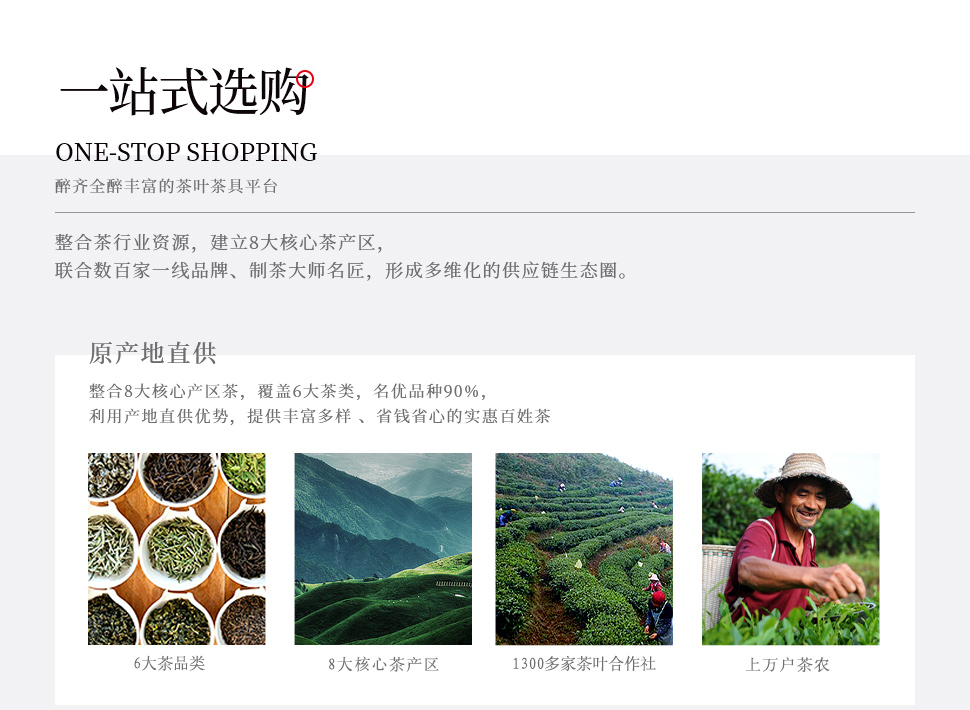 一站式选购
ONE-STOP SHOPPING
醉齐全醉丰富的茶叶茶具平台
整合茶行业资源，建立8大核心茶产区，
联合数百家一线品牌、制茶大师名匠，形成多维化的供应链生态圈。
原产地直供
整合8大核心产区茶，覆盖6大茶类，名优品种90%，
利用产地直供优势，提供丰富多样 、省钱省心的实惠百姓茶
6大茶品类
8大核心茶产区
1300多家茶叶合作社
上万户茶农